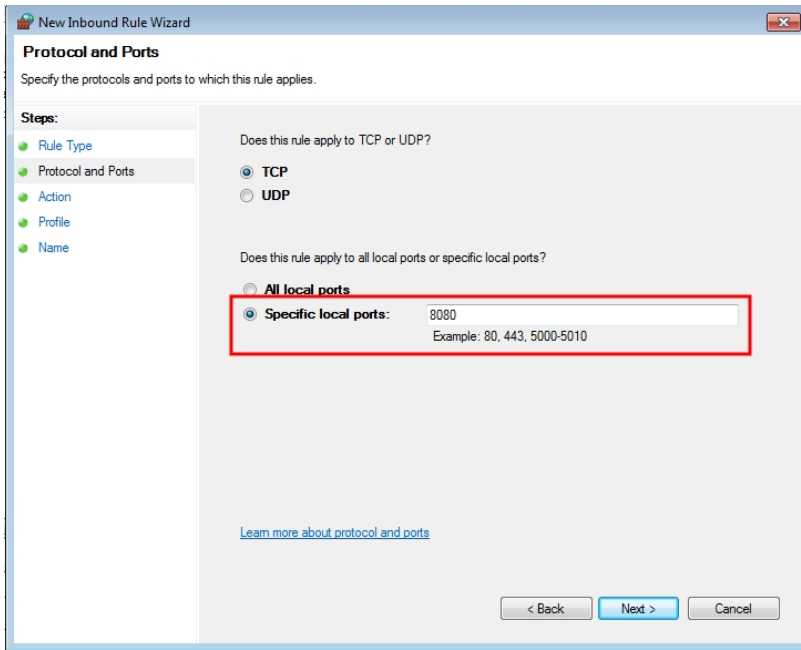 New Inbound Rule Wizard
Protocol and Ports
Specify the protocols and ports to which this rule applies.
Steps:
Rule Type
Protocol and Ports
Action
Profile
Name
Does this rule apply to TCP or UDP?
TCP
UDP
Does this rule apply to all local ports or specific local ports?
All local ports
Specific local ports: 8080
Example: 80, 443, 5000-5010
Learn more about protocol and ports
< Back Next > Cancel